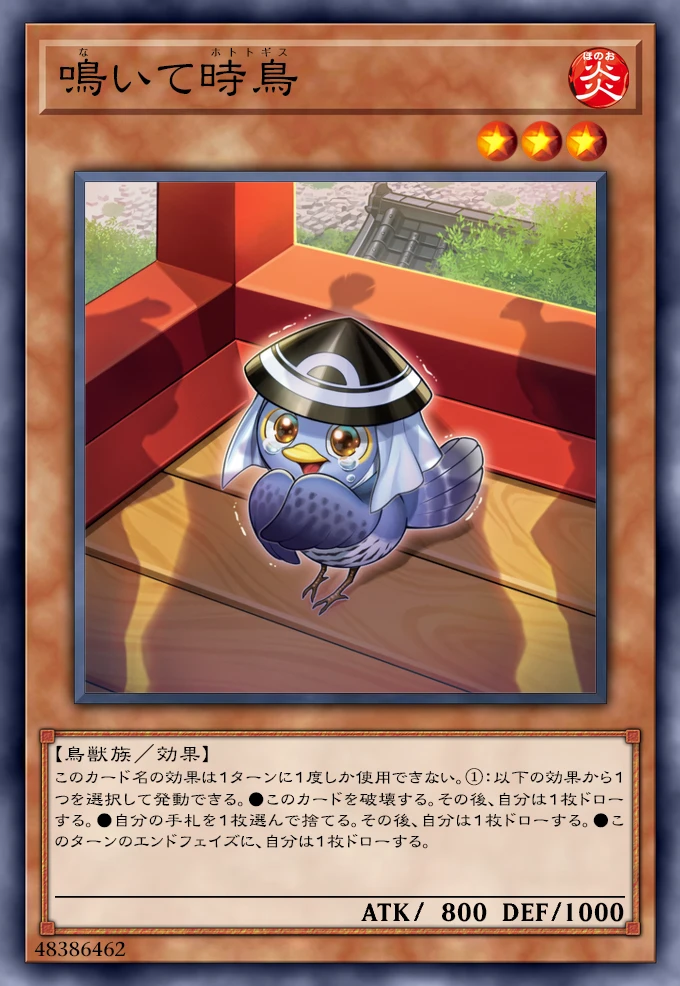 鳴いて時鳥
な ホトトギス
炎
ほのお
【鳥獣族／効果】
このカード名の効果は1ターンに1度しか使用できない。①：以下の効果から1
つを選択して発動できる。●このカードを破壊する。その後、自分は1枚ドロー
する。●自分の手札を1枚選んで捨てる。その後、自分は1枚ドローする。●こ
のターンのエンドフェイズに、自分は1枚ドローする。
ATK/ 800 DEF/1000
48386462